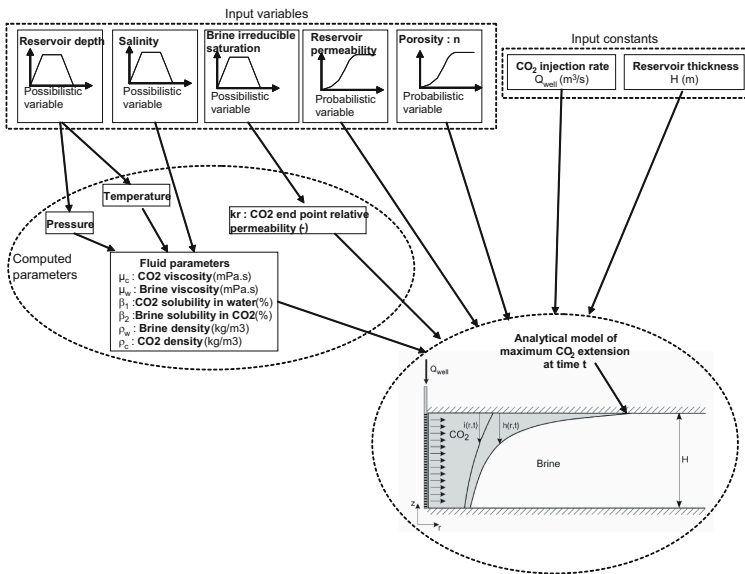 Input variables
Reservoir depth
Possibilistic
variable
Salinity
Possibilistic
variable
Brine irreducible
saturation
Possibilistic
variable
Reservoir
permeability
Probabilistic
variable
Porosity : n
Probabilistic
variable
Input constants
CO2 injection rate
Qwell (m³/s)
Reservoir thickness
H (m)
Temperature
Pressure
kr : CO2 end point relative
permeability (-)
Computed
parameters
Fluid parameters
μc : CO2 viscosity(mPa.s)
μw : Brine viscosity(mPa.s)
β1 :CO2 solubility in water(%)
β2 :Brine solubility in CO2(%)
ρw : Brine density(kg/m3)
ρc : CO2 density(kg/m3)
Analytical model of
maximum CO2 extension
at time t
Qwell
i(r,t)
h(r,t)
CO2
Brine
H
z
r